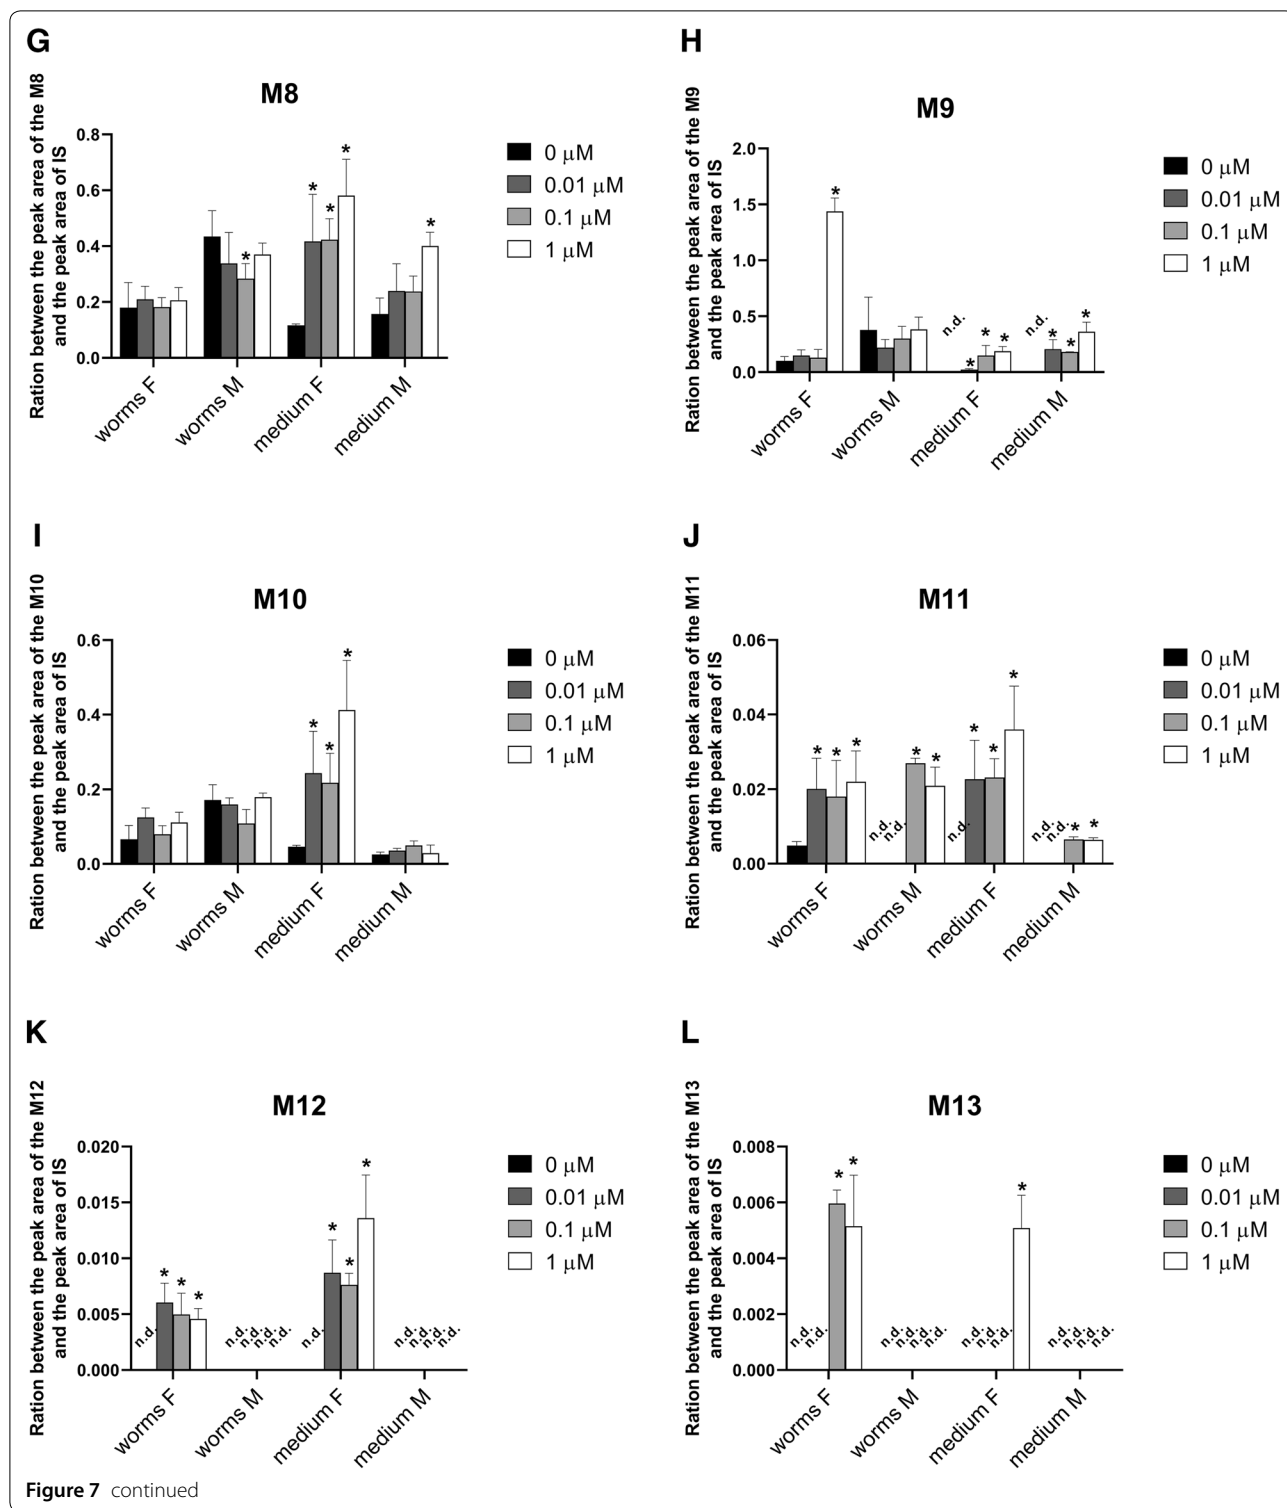 G
M8
Ration between the peak area of the M8
and the peak area of IS
0.8
0.6
0.4
0.2
0.0
* * * * *
worms F
worms M
medium F
medium M
0 μM
0.01 μM
0.1 μM
1 μM
H
M9
Ration between the peak area of the M9
and the peak area of IS
2.0
1.5
1.0
0.5
0.0
* n.d. * * * n.d. * * *
worms F
worms M
medium F
medium M
0 μM
0.01 μM
0.1 μM
1 μM
I
M10
Ration between the peak area of the M10
and the peak area of IS
0.6
0.4
0.2
0.0
* * *
worms F
worms M
medium F
medium M
0 μM
0.01 μM
0.1 μM
1 μM
J
M11
Ration between the peak area of the M11
and the peak area of IS
0.06
0.04
0.02
0.00
* * * n.d. n.d. * * n.d. * * * n.d. n.d. * *
worms F
worms M
medium F
medium M
0 μM
0.01 μM
0.1 μM
1 μM
K
M12
Ration between the peak area of the M12
and the peak area of IS
0.020
0.015
0.010
0.005
0.000
n.d. * * * n.d. n.d. n.d. n.d. n.d. * * * n.d. n.d. n.d. n.d.
worms F
worms M
medium F
medium M
0 μM
0.01 μM
0.1 μM
1 μM
L
M13
Ration between the peak area of the M13
and the peak area of IS
0.008
0.006
0.004
0.002
0.000
n.d. n.d. * * n.d. n.d. n.d. n.d. n.d. n.d. n.d. * n.d. n.d. n.d. n.d.
worms F
worms M
medium F
medium M
0 μM
0.01 μM
0.1 μM
1 μM
Figure 7 continued